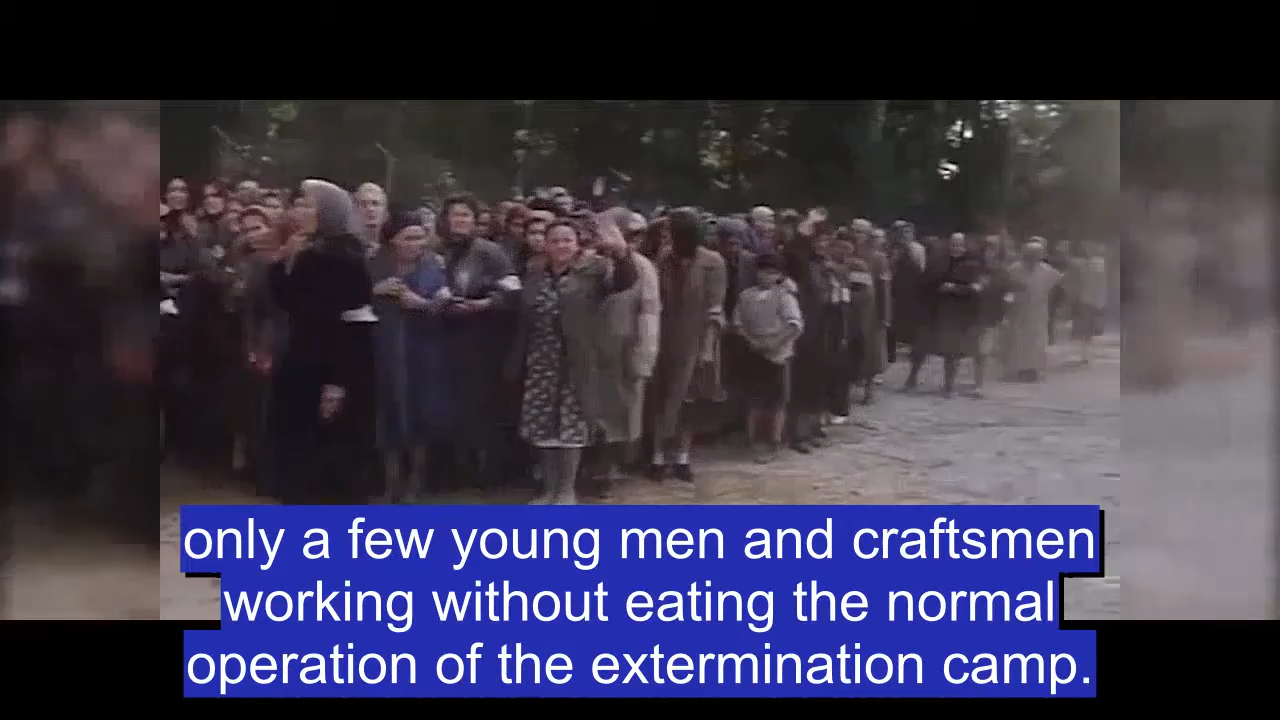 only a few young men and craftsmen
working without eating the normal
operation of the extermination camp.